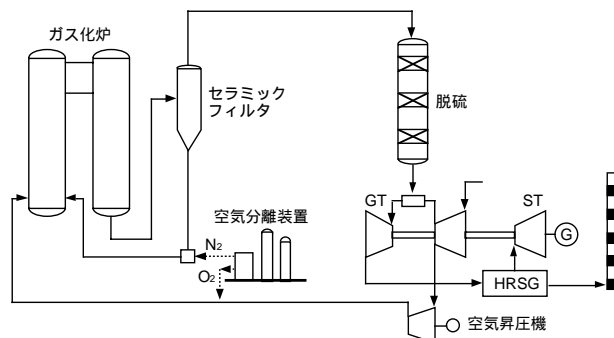 ガス化炉
セラミック
フィルタ
脱硫
空気分離装置
N₂
O₂
GT
ST
G
HRSG
空気昇圧機